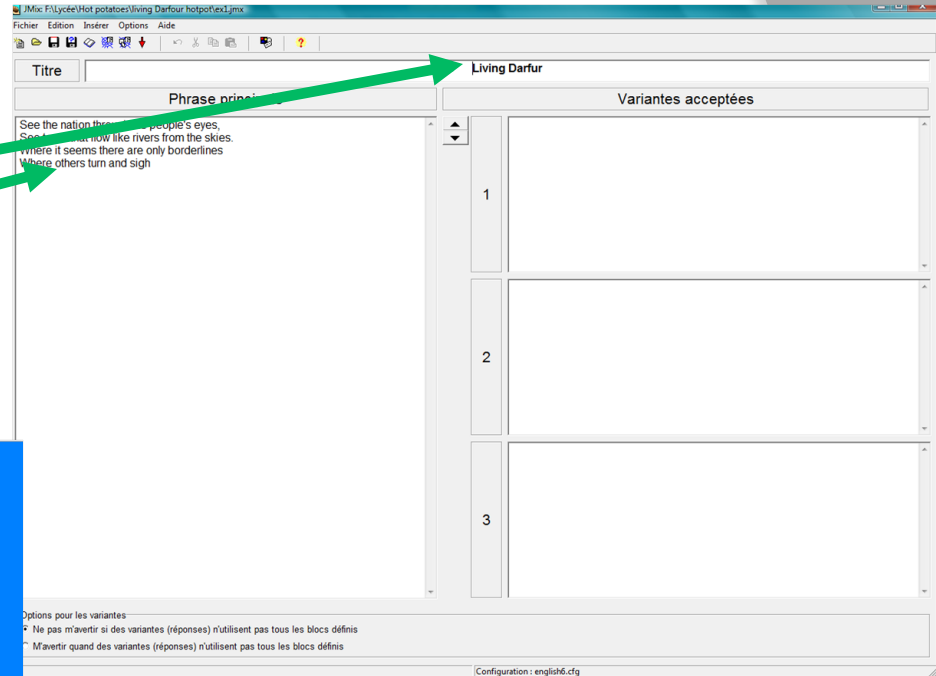 JMix: F:\Lycée\Hot potatoes\living Darfour hotpot\ex1.jmx
Fichier Edition Insérer Options Aide
Titre
Living Darfur
Phrase
Variantes acceptées
See the nation people's eyes,
like rivers from the skies.
Where it seems there are only borderlines
Where others turn and sigh
1
2
3
Options pour les variantes
Ne pas m'avertir si des variantes (réponses) n'utilisent pas tous les blocs définis
M'avertir quand des variantes (réponses) n'utilisent pas tous les blocs définis
Configuration : english6.cfg